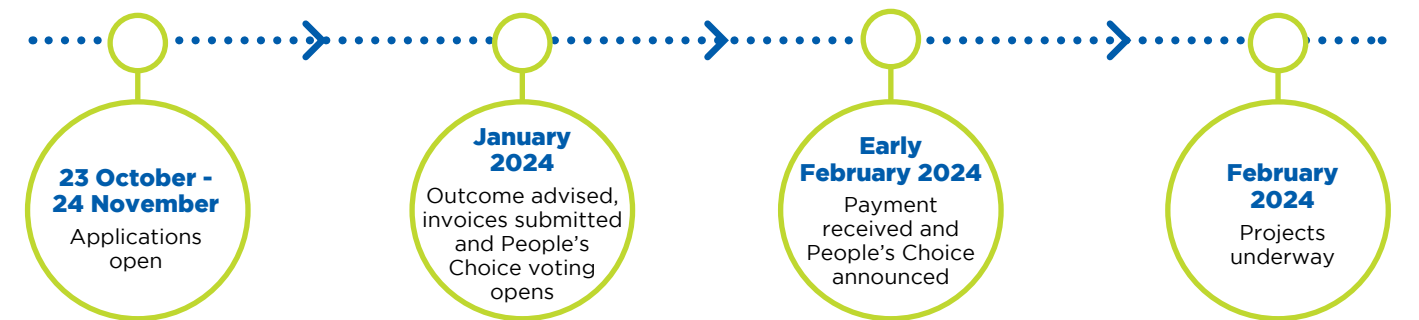 23 October -
24 November
Applications
open
January
2024
Outcome advised,
invoices submitted
and People's
Choice voting
opens
Early
February 2024
Payment
received and
People's Choice
announced
February
2024
Projects
underway